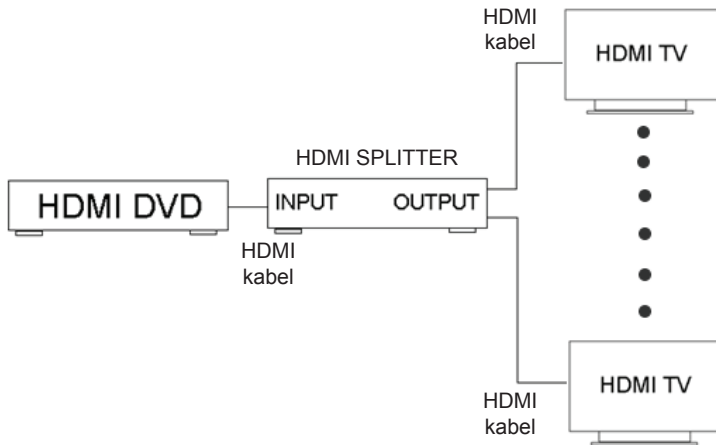 HDMI
kabel
HDMI TV
HDMI SPLITTER
HDMI DVD
INPUT OUTPUT
HDMI
kabel
HDMI TV
HDMI
kabel